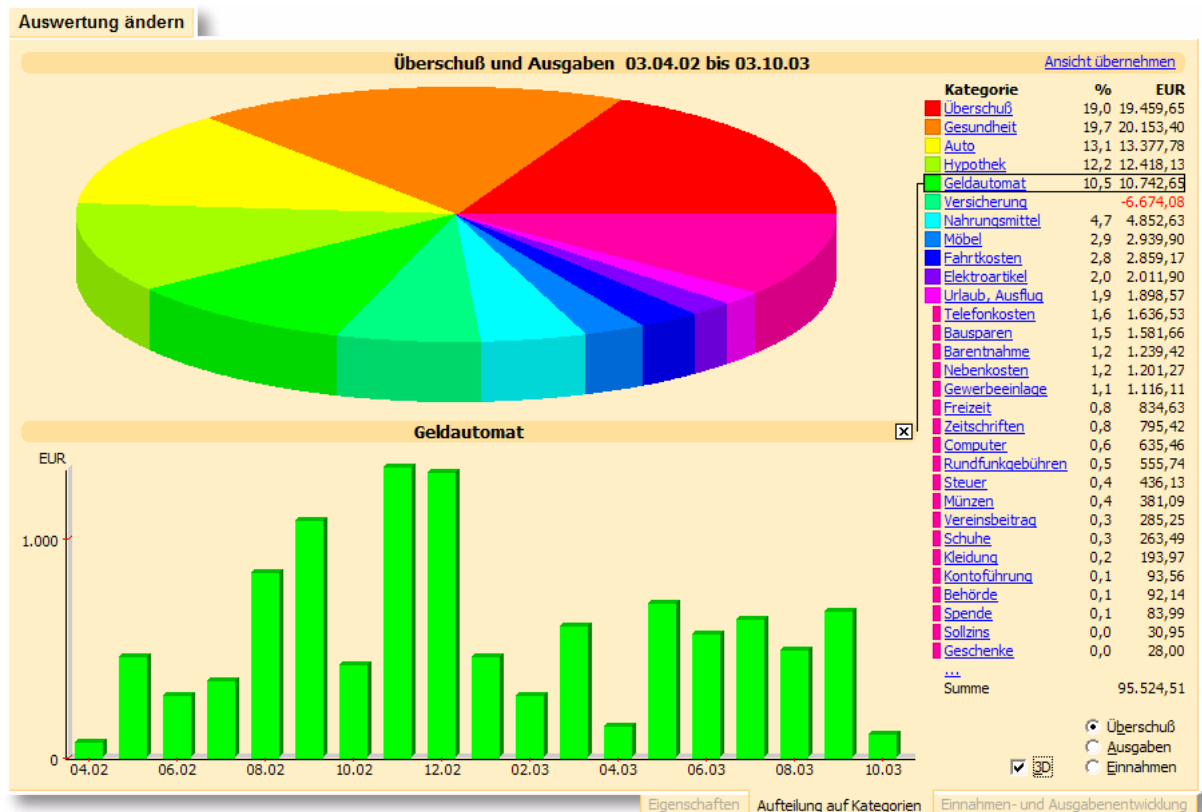 Auswertung ändern
Überschuß und Ausgaben 03.04.02 bis 03.10.03
Ansicht übernehmen
Kategorie % EUR
Überschuß 19,0 19.459,65
Gesundheit 19,7 20.153,40
Auto 13,1 13.377,78
Hypothek 12,2 12.418,13
Geldautomat 10,5 10.742,65
Versicherung -6.674,08
Nahrungsmittel 4,7 4.852,63
Möbel 2,9 2.939,90
Fahrtkosten 2,8 2.859,17
Elektroartikel 2,0 2.011,90
Urlaub, Ausflug 1,9 1.898,57
Telefonkosten 1,6 1.636,53
Bausparen 1,5 1.581,66
Barentnahme 1,2 1.239,42
Nebenkosten 1,2 1.201,27
Gewerbeeinlage 1,1 1.116,11
Freizeit 0,8 834,63
Zeitschriften 0,8 795,42
Computer 0,6 635,46
Rundfunkgebühren 0,5 555,74
Steuer 0,4 436,13
Münzen 0,4 381,09
Vereinsbeitrag 0,3 285,25
Schuhe 0,3 263,49
Kleidung 0,2 193,97
Kontoführung 0,1 93,56
Behörde 0,1 92,14
Spende 0,1 83,99
Sollzins 0,0 30,95
Geschenke 0,0 28,00
...
Summe 95.524,51
Geldautomat
EUR
1.000
0
04.02 06.02 08.02 10.02 12.02 02.03 04.03 06.03 08.03 10.03
Überschuß
Ausgaben
3D Einnahmen
Eigenschaften Aufteilung auf Kategorien Einnahmen- und Ausgabenentwicklung